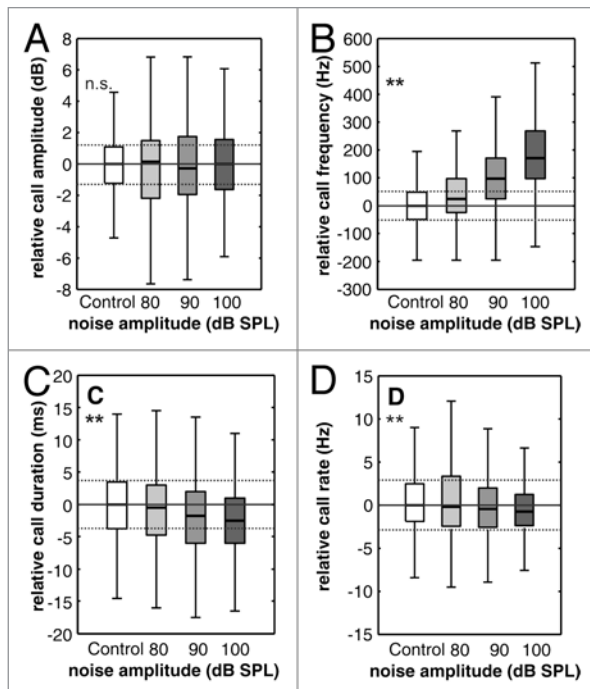 A
relative call amplitude (dB)
8
6
4
2
0
-2
-4
-6
-8
n.s.
Control 80 90 100
noise amplitude (dB SPL)
B
relative call frequency (Hz)
600
500
400
300
200
100
0
-100
-200
-300
**
Control 80 90 100
noise amplitude (dB SPL)
C
relative call duration (ms)
20
15
10
5
0
-5
-10
-15
-20
C
**
Control 80 90 100
noise amplitude (dB SPL)
D
relative call rate (Hz)
15
10
5
0
-5
-10
-15
D
**
Control 80 90 100
noise amplitude (dB SPL)